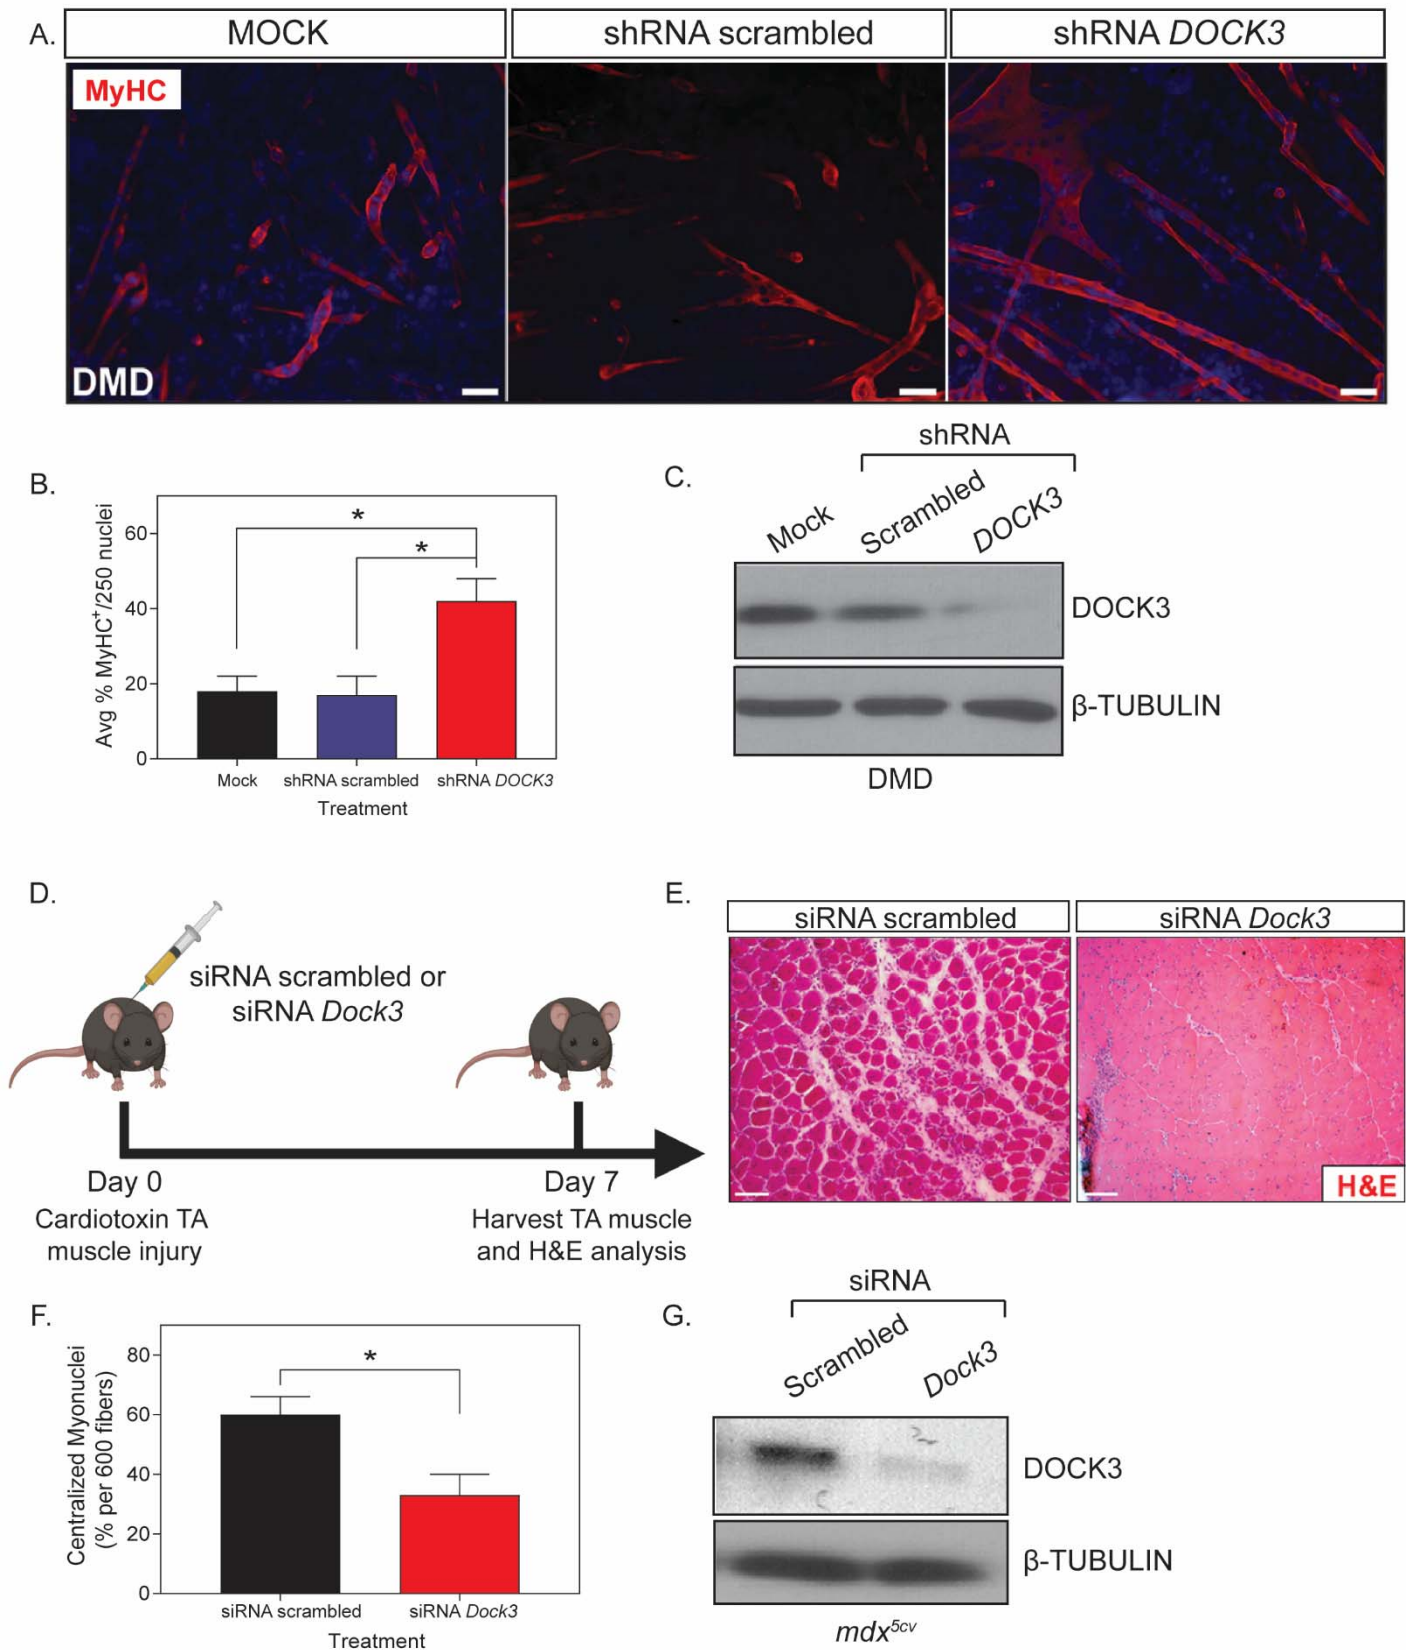 A.
MOCK
shRNA scrambled
shRNA DOCK3
MyHC
DMD
B.
Avg % MyHC⁺/250 nuclei
60
40
20
0
*
*
Mock
shRNA scrambled
shRNA DOCK3
Treatment
C.
shRNA
Mock
Scrambled
DOCK3
DOCK3
β-TUBULIN
DMD
D.
siRNA scrambled or
siRNA Dock3
Day 0
Cardiotoxin TA
muscle injury
Day 7
Harvest TA muscle
and H&E analysis
E.
siRNA scrambled
siRNA Dock3
H&E
F.
Centralized Myonuclei
(% per 600 fibers)
80
60
40
20
0
*
siRNA scrambled
siRNA Dock3
Treatment
G.
siRNA
Scrambled
Dock3
DOCK3
β-TUBULIN
mdx⁵ᶜᵛ